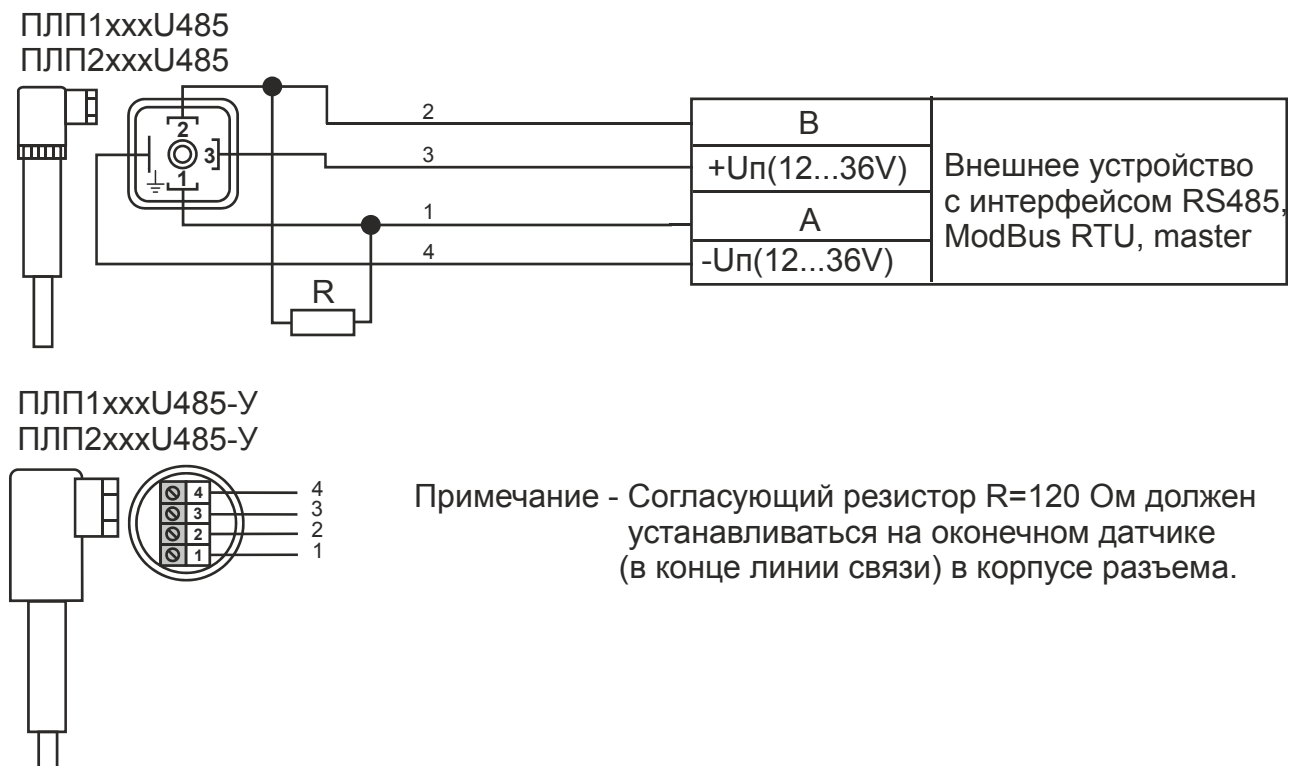 ПЛП1xxxU485
ПЛП2xxxU485
2
3
1
2
B
3
+Uп(12...36V)
1
A
4
-Uп(12...36V)
Внешнее устройство
с интерфейсом RS485,
ModBus RTU, master
R
ПЛП1xxxU485-У
ПЛП2xxxU485-У
4 4
3 3
2 2
1 1
Примечание - Согласующий резистор R=120 Ом должен
устанавливаться на оконечном датчике
(в конце линии связи) в корпусе разъема.